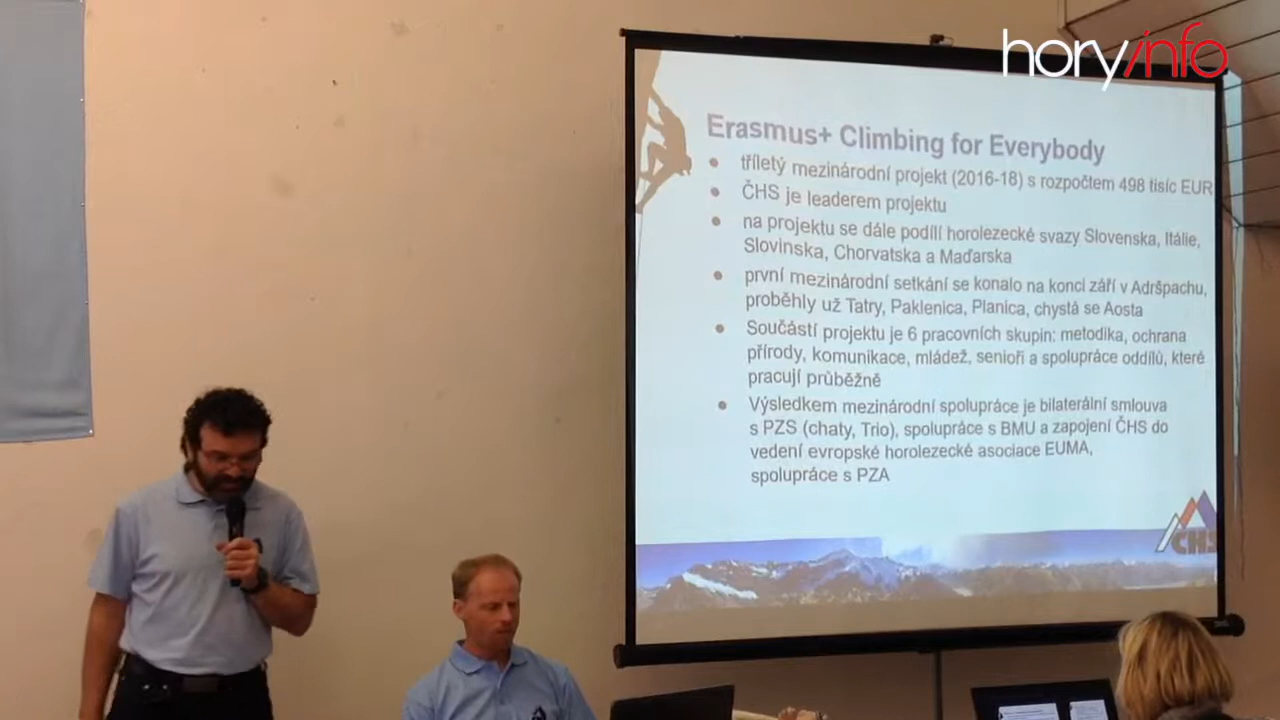 horyinfo
Erasmus+ Climbing for Everybody
• tříletý mezinárodní projekt (2016-18) s rozpočtem 498 tisíc EUR
• ČHS je leaderem projektu
• na projektu se dále podílí horolezecké svazy Slovenska, Itálie,
Slovinska, Chorvatska a Maďarska
• první mezinárodní setkání se konalo na konci září v Adršpachu,
proběhly už Tatry, Paklenica, Planica, chystá se Aosta
• Součástí projektu je 6 pracovních skupin: metodika, ochrana
přírody, komunikace, mládež, senioři a spolupráce oddílů, které
pracují průběžně
• Výsledkem mezinárodní spolupráce je bilaterální smlouva
s PZS (chaty, Trio), spolupráce s BMU a zapojení ČHS do
vedení evropské horolezecké asociace EUMA,
spolupráce s PZA
ČHS